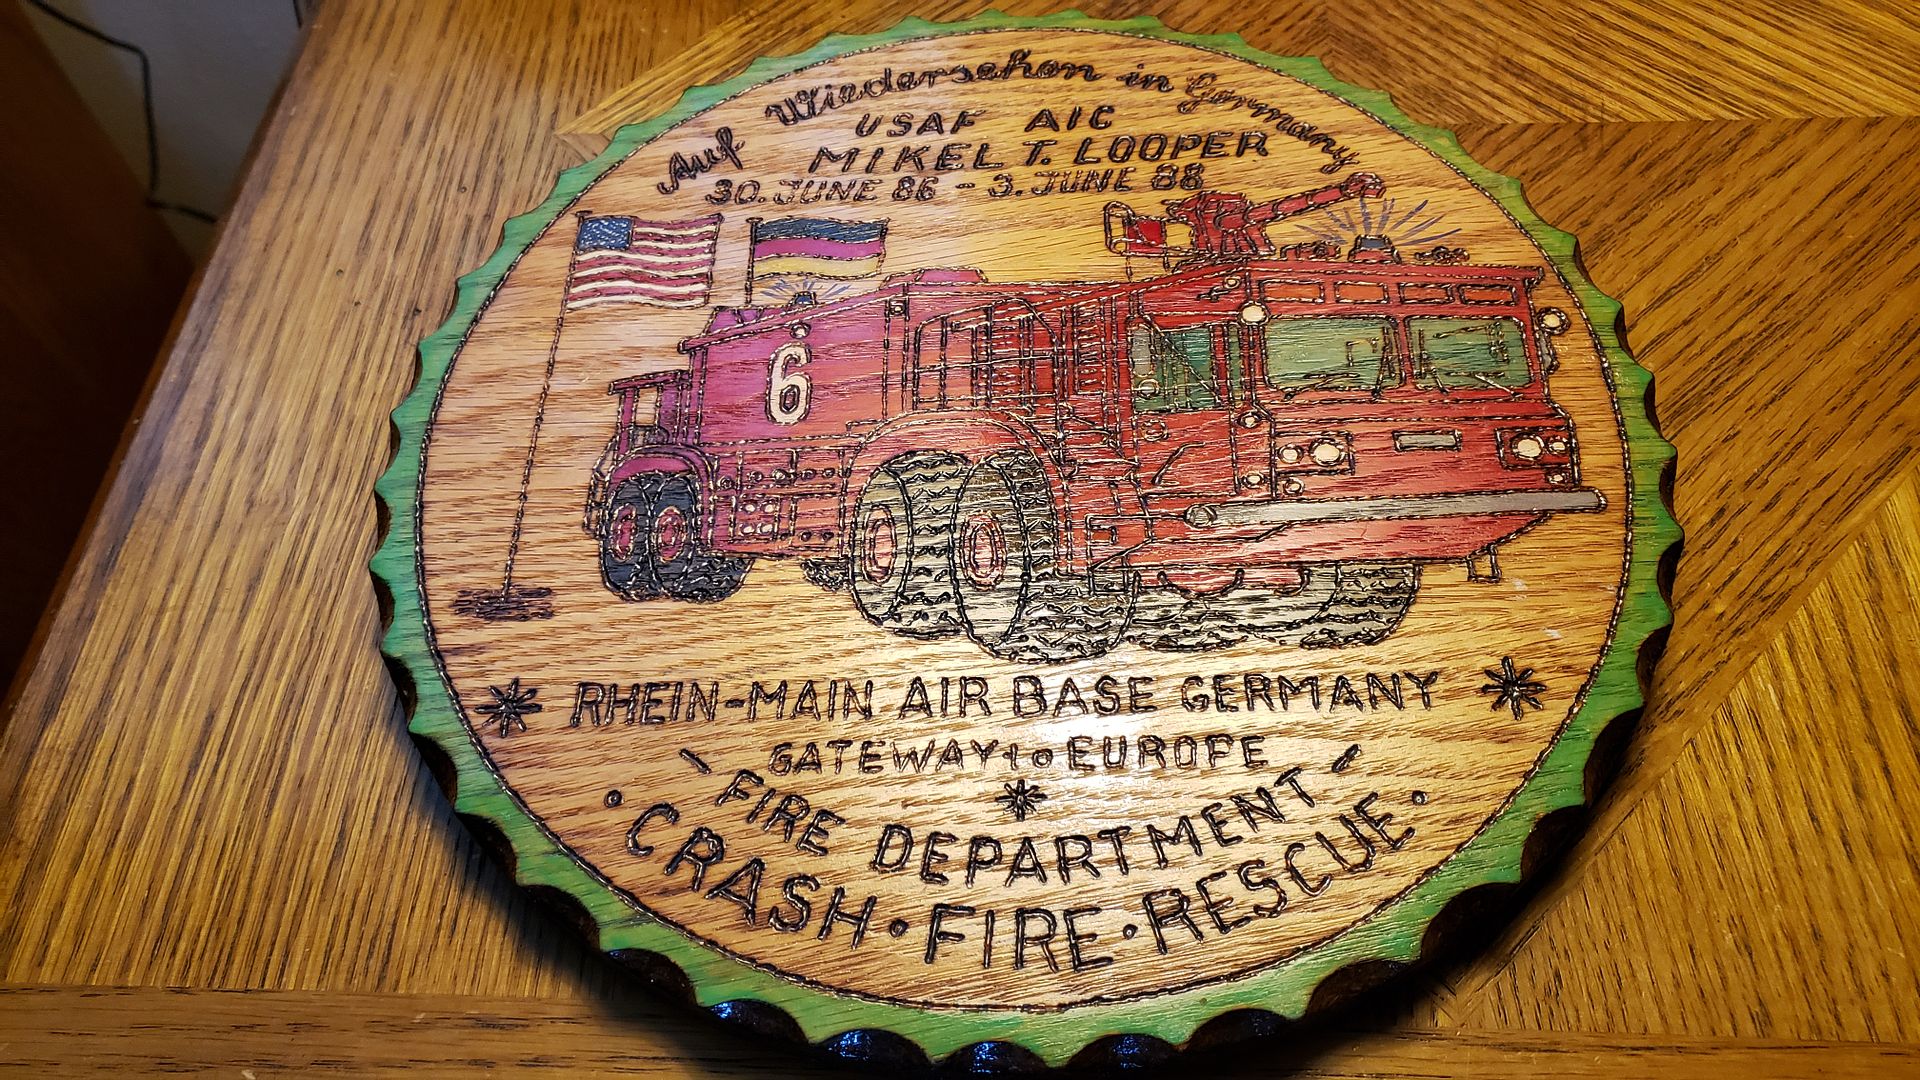 Auf Wiedersehen in Germany
USAF A1C
MIKEL T. LOOPER
30. JUNE 86 - 3. JUNE 88
6
RHEIN-MAIN AIR BASE GERMANY
GATEWAY to EUROPE
FIRE DEPARTMENT
CRASH • FIRE • RESCUE